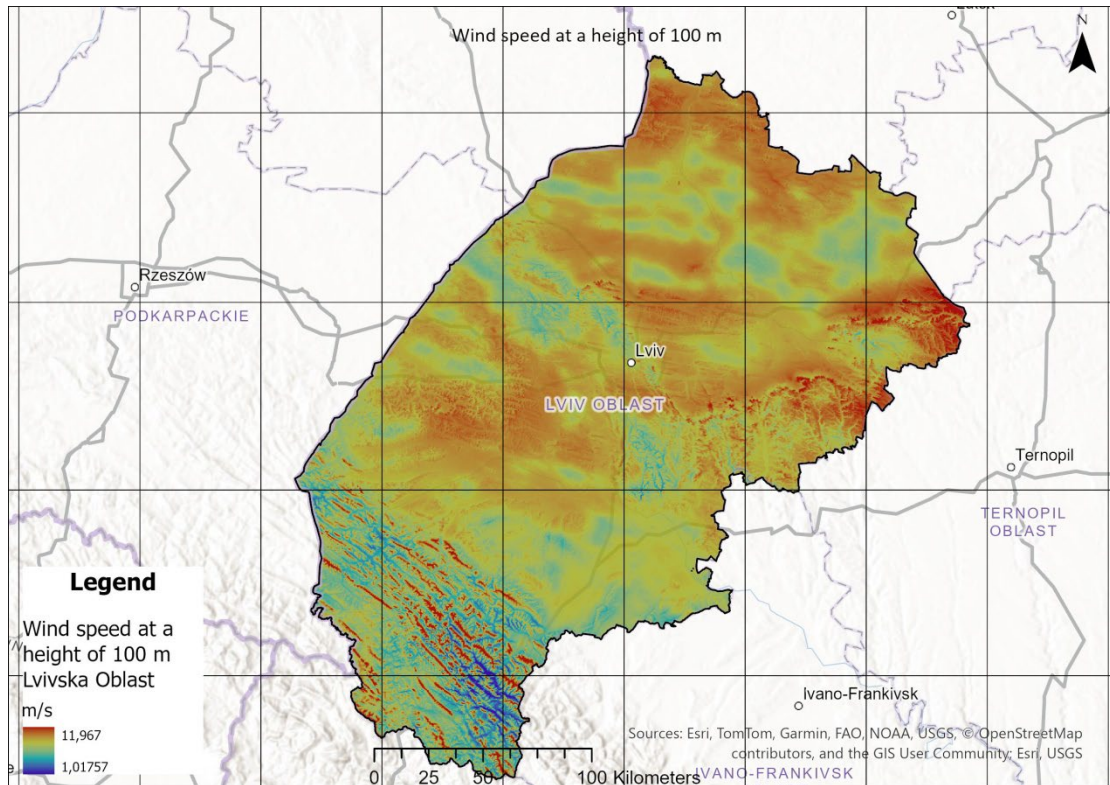 Wind speed at a height of 100 m
N
Rzeszów
PODKARPACKIE
Lviv
LVIV OBLAST
Ternopil
TERNOPIL
OBLAST
Legend
Wind speed at a
height of 100 m
Lvivska Oblast
m/s
11,967
1,01757
Ivano-Frankivsk
Sources: Esri, TomTom, Garmin, FAO, NOAA, USGS, © OpenStreetMap
contributors, and the GIS User Community; Esri, USGS
0 25 50 100 Kilometers
IVANO-FRANKIVSK